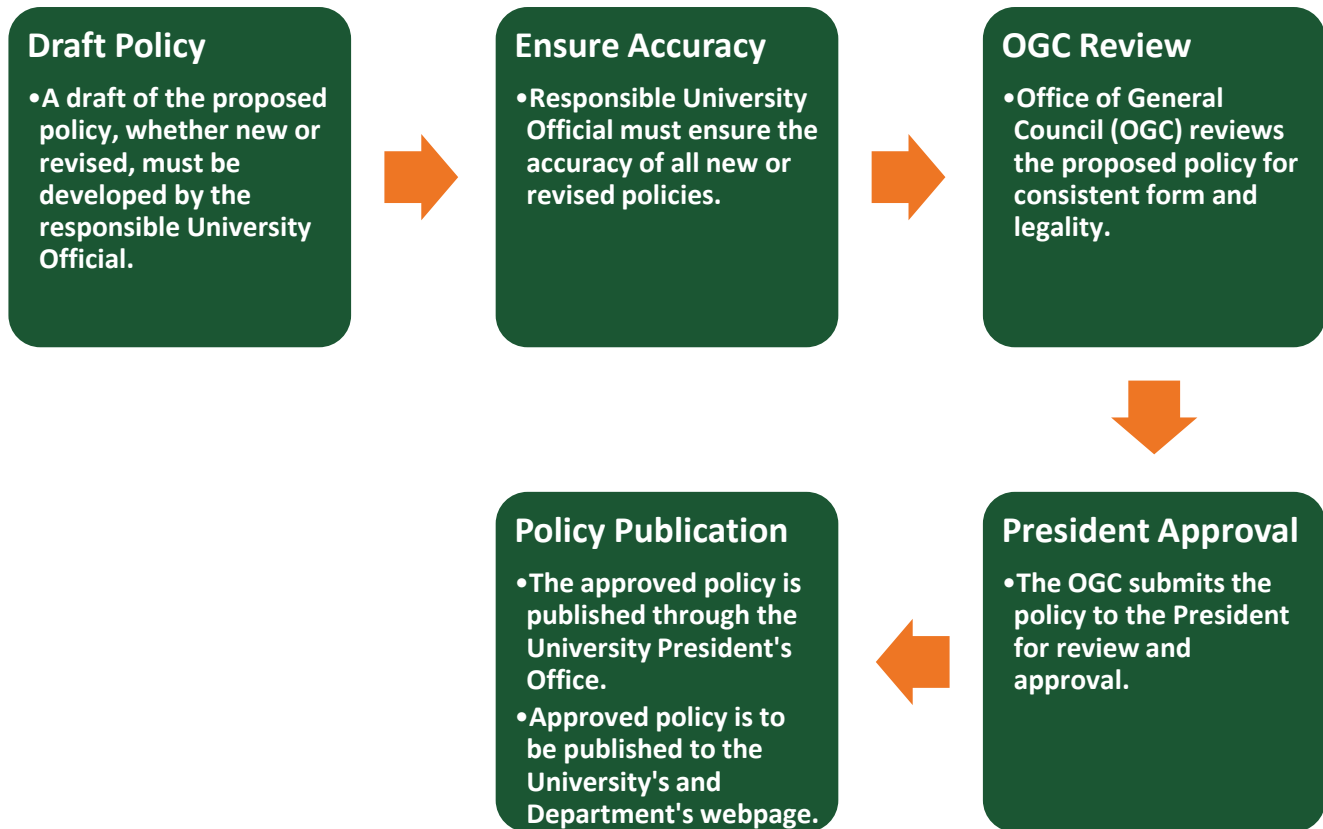 Draft Policy
•A draft of the proposed
policy, whether new or
revised, must be
developed by the
responsible University
Official.
Ensure Accuracy
•Responsible University
Official must ensure the
accuracy of all new or
revised policies.
OGC Review
•Office of General
Council (OGC) reviews
the proposed policy for
consistent form and
legality.
President Approval
•The OGC submits the
policy to the President
for review and
approval.
Policy Publication
•The approved policy is
published through the
University President's
Office.
•Approved policy is to
be published to the
University's and
Department's webpage.